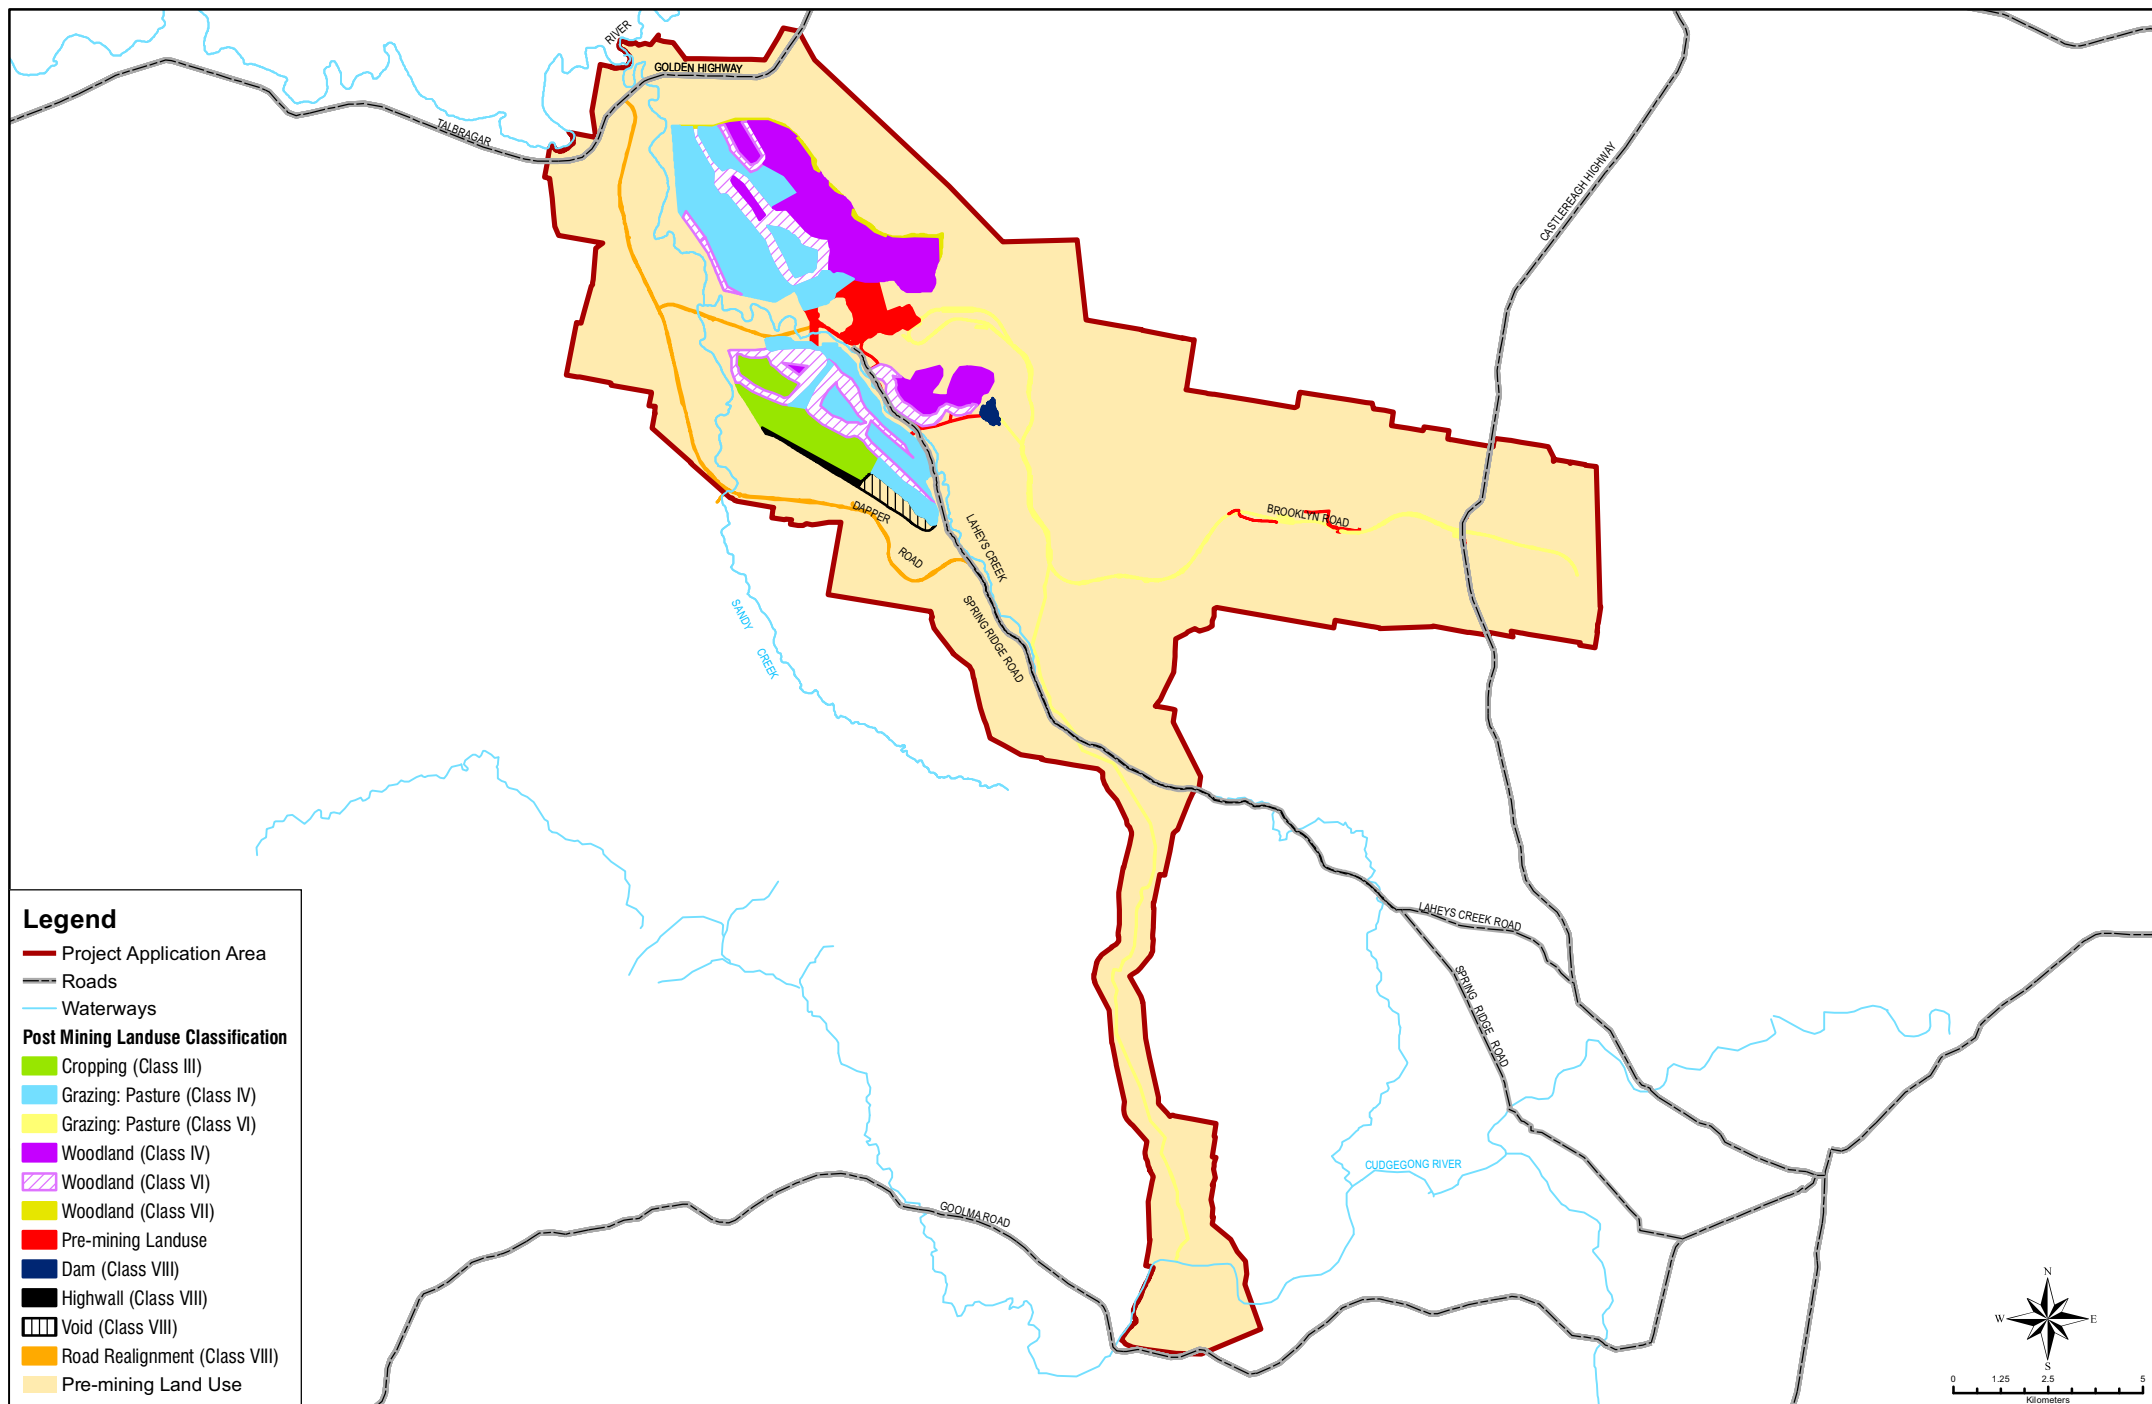 RIVER
GOLDEN HIGHWAY
TALBRAGAR
CASTLEREAGH HIGHWAY
BROOKLYN ROAD
DAPPER
ROAD
LAHEYS CREEK
SPRING RIDGE ROAD
SANDY
CREEK
LAHEYS CREEK ROAD
SPRING RIDGE ROAD
CUDGEGONG RIVER
GOOLMA ROAD
Legend
Project Application Area
Roads
Waterways
Post Mining Landuse Classification
Cropping (Class III)
Grazing: Pasture (Class IV)
Grazing: Pasture (Class VI)
Woodland (Class IV)
Woodland (Class VI)
Woodland (Class VII)
Pre-mining Landuse
Dam (Class VIII)
Highwall (Class VIII)
Void (Class VIII)
Road Realignment (Class VIII)
Pre-mining Land Use
N
W E
S
0 1.25 2.5 5
Kilometers